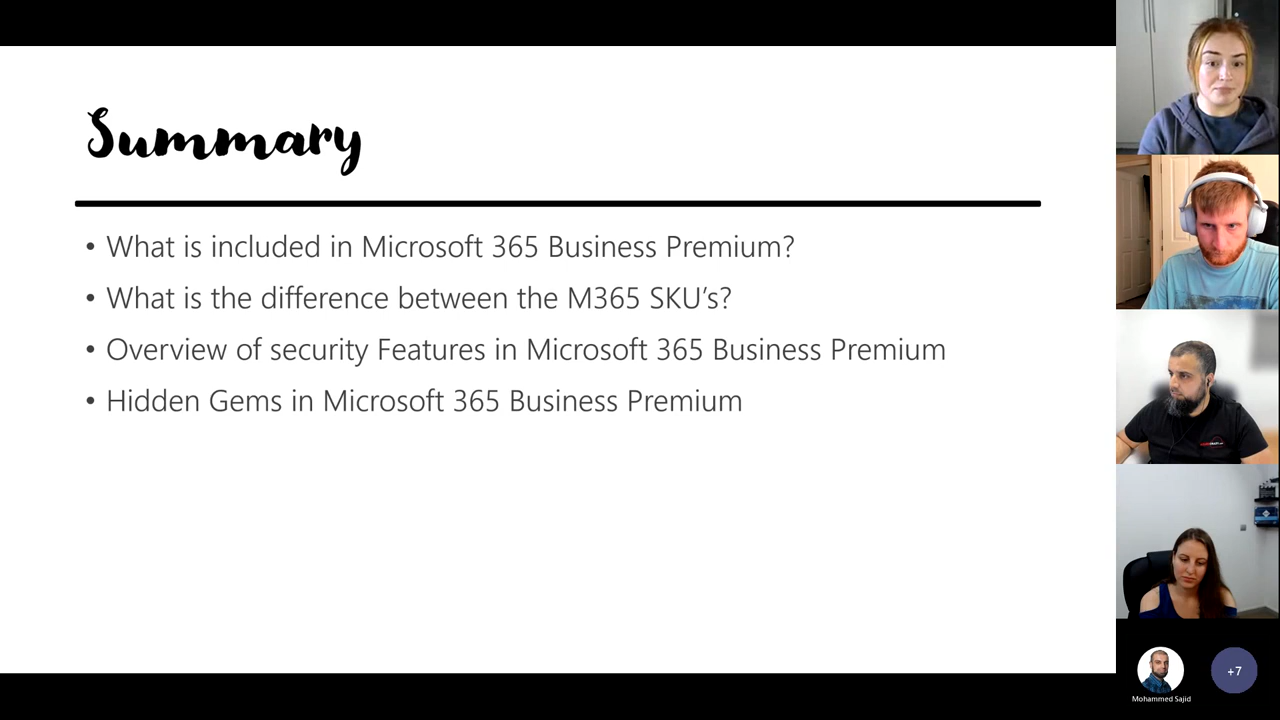 Summary
• What is included in Microsoft 365 Business Premium?
• What is the difference between the M365 SKU’s?
• Overview of security Features in Microsoft 365 Business Premium
• Hidden Gems in Microsoft 365 Business Premium
Mohammed Sajid
+7